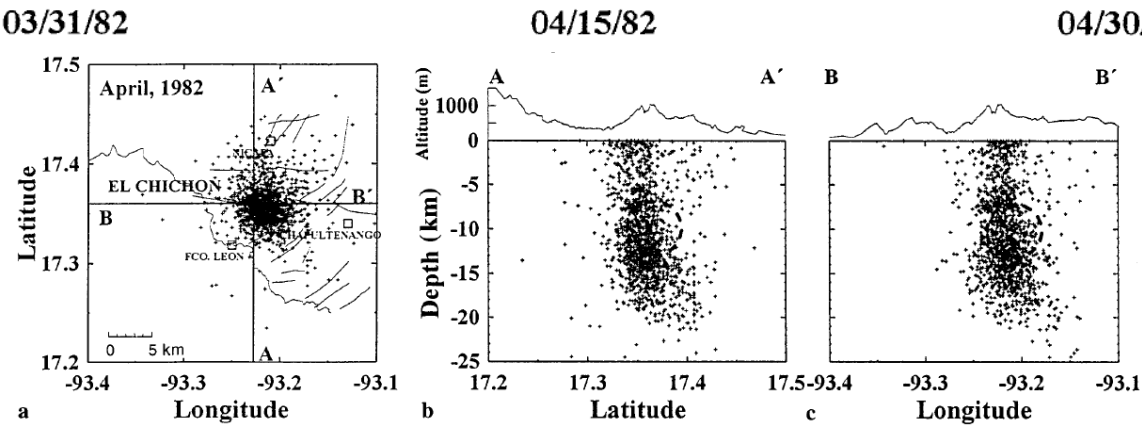 03/31/82
04/15/82
04/30/
17.5
17.4
17.3
17.2
Latitude
April, 1982
A´
EL CHICHON
B
B´
CHAPULTENANGO
FCO. LEON
0 5 km
A
-93.4 -93.3 -93.2 -93.1
a
Longitude
Altitude (m)
1000
0
Depth (km)
-5
-10
-15
-20
-25
A
A´
17.2 17.3 17.4 17.5
b
Latitude
B
B´
-93.4 -93.3 -93.2 -93.1
c
Longitude